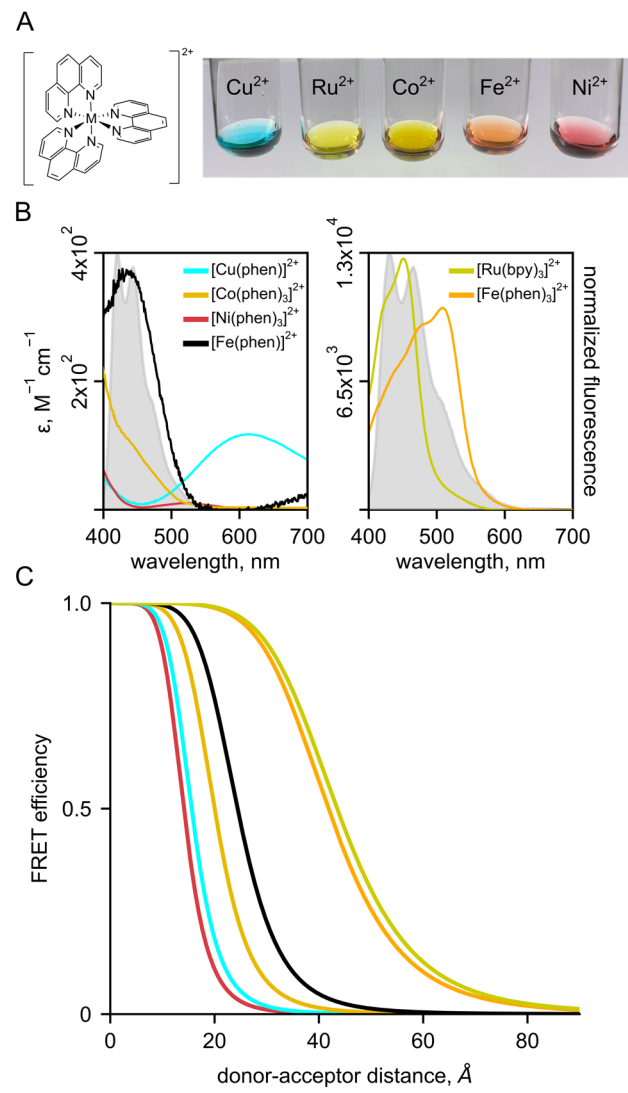 A
2+
N
N
N
M
N
N
N
Cu2+
Ru2+
Co2+
Fe2+
Ni2+
B
4x10²
2x10²
ε, M⁻¹ cm⁻¹
[Cu(phen)]²⁺
[Co(phen)₃]²⁺
[Ni(phen)₃]²⁺
[Fe(phen)]²⁺
400
500
600
700
wavelength, nm
1.3x10⁴
6.5x10³
[Ru(bpy)₃]²⁺
[Fe(phen)₃]²⁺
normalized fluorescence
400
500
600
700
wavelength, nm
C
1.0
0.5
0
FRET efficiency
0
20
40
60
80
donor-acceptor distance, Å